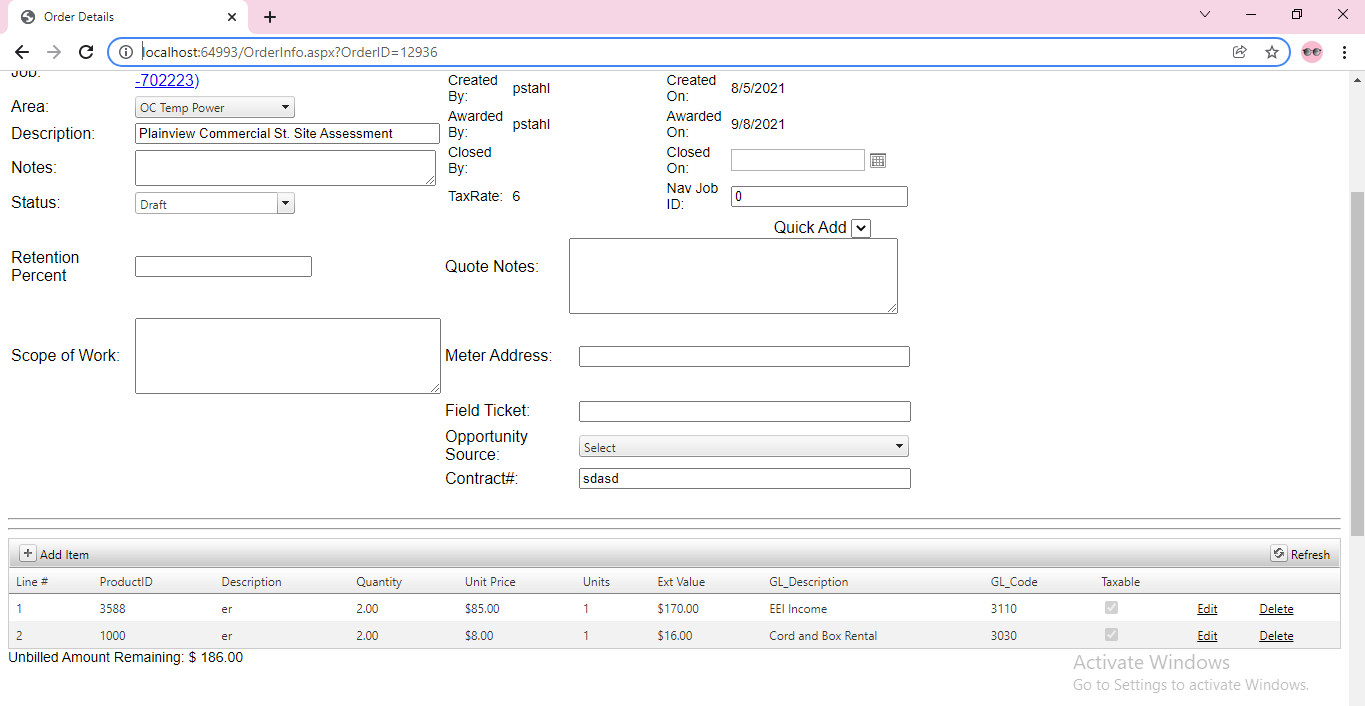 Order Details
localhost:64993/OrderInfo.aspx?OrderID=12936
Job: -702223)
Created By: pstahl Created On: 8/5/2021
Area: OC Temp Power
Awarded By: pstahl Awarded On: 9/8/2021
Description: Plainview Commercial St. Site Assessment
Closed By: Closed On:
Notes:
TaxRate: 6 Nav Job ID: 0
Status: Draft
Quick Add
Retention Percent
Quote Notes:
Scope of Work:
Meter Address:
Field Ticket:
Opportunity Source: Select
Contract#: sdasd
Add Item Refresh
Line # ProductID Description Quantity Unit Price Units Ext Value GL_Description GL_Code Taxable
1 3588 er 2.00 $85.00 1 $170.00 EEI Income 3110 Edit Delete
2 1000 er 2.00 $8.00 1 $16.00 Cord and Box Rental 3030 Edit Delete
Unbilled Amount Remaining: $ 186.00
Activate Windows
Go to Settings to activate Windows.